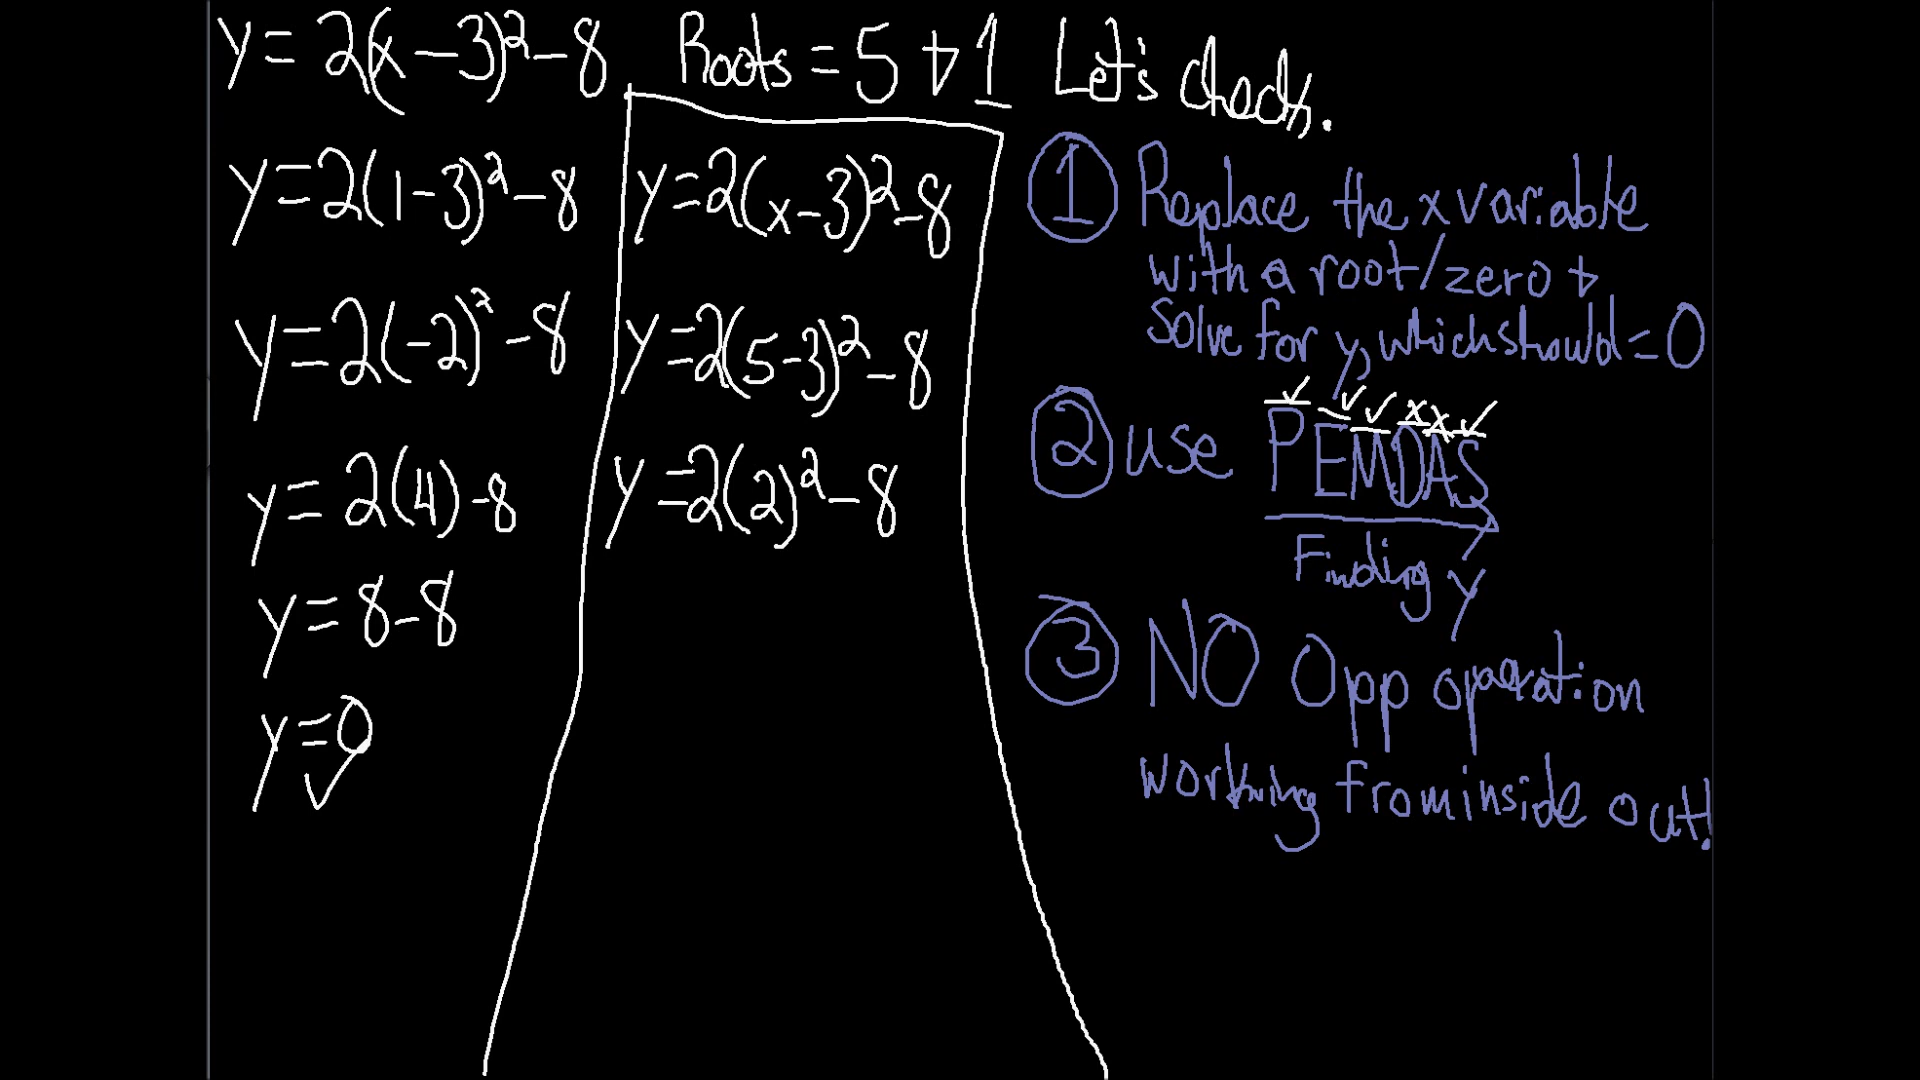 y = 2(x - 3)² - 8 Roots = 5 + 1 Let's check.
y = 2(1 - 3)² - 8
y = 2(-2)² - 8
y = 2(4) - 8
y = 8 - 8
y = 0 ✓
y = 2(x - 3)² - 8
y = 2(5 - 3)² - 8
y = 2(2)² - 8
① Replace the x variable
with a root/zero +
solve for y, which should = 0
✓ ✓ ✓ x x ✓
② use PEMDAS
Finding y
③ NO Opp operation
working from inside out!